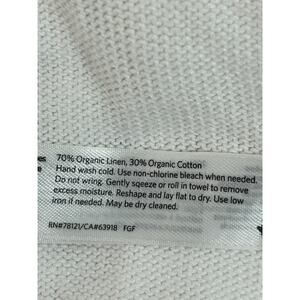 70% Organic Linen, 30% Organic Cotton
Hand wash cold. Use non-chlorine bleach when needed.
Do not wring. Gently sqeeze or roll in towel to remove
excess moisture. Reshape and lay flat to dry. Use low
iron if needed. May be dry cleaned.
RN#78121/CA#63918 FGF